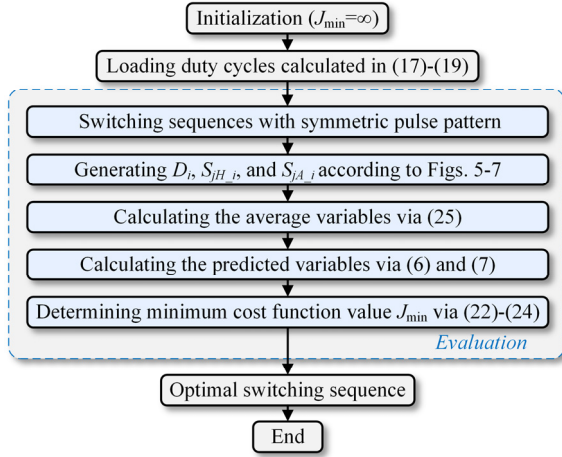 Initialization (J_min=∞)
Loading duty cycles calculated in (17)-(19)
Switching sequences with symmetric pulse pattern
Generating D_i, S_jH_i, and S_jA_i according to Figs. 5-7
Calculating the average variables via (25)
Calculating the predicted variables via (6) and (7)
Determining minimum cost function value J_min via (22)-(24)
Evaluation
Optimal switching sequence
End